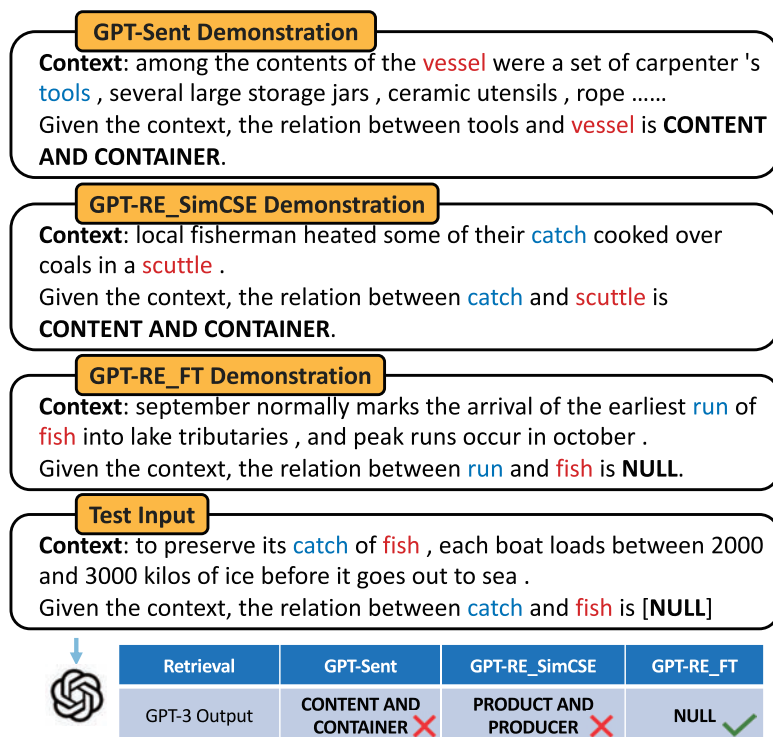 GPT-Sent Demonstration
Context: among the contents of the vessel were a set of carpenter 's
tools , several large storage jars , ceramic utensils , rope ......
Given the context, the relation between tools and vessel is CONTENT
AND CONTAINER.
GPT-RE_SimCSE Demonstration
Context: local fisherman heated some of their catch cooked over
coals in a scuttle .
Given the context, the relation between catch and scuttle is
CONTENT AND CONTAINER.
GPT-RE_FT Demonstration
Context: september normally marks the arrival of the earliest run of
fish into lake tributaries , and peak runs occur in october .
Given the context, the relation between run and fish is NULL.
Test Input
Context: to preserve its catch of fish , each boat loads between 2000
and 3000 kilos of ice before it goes out to sea .
Given the context, the relation between catch and fish is [NULL]
Retrieval GPT-Sent GPT-RE_SimCSE GPT-RE_FT
GPT-3 Output CONTENT AND CONTAINER PRODUCT AND PRODUCER NULL